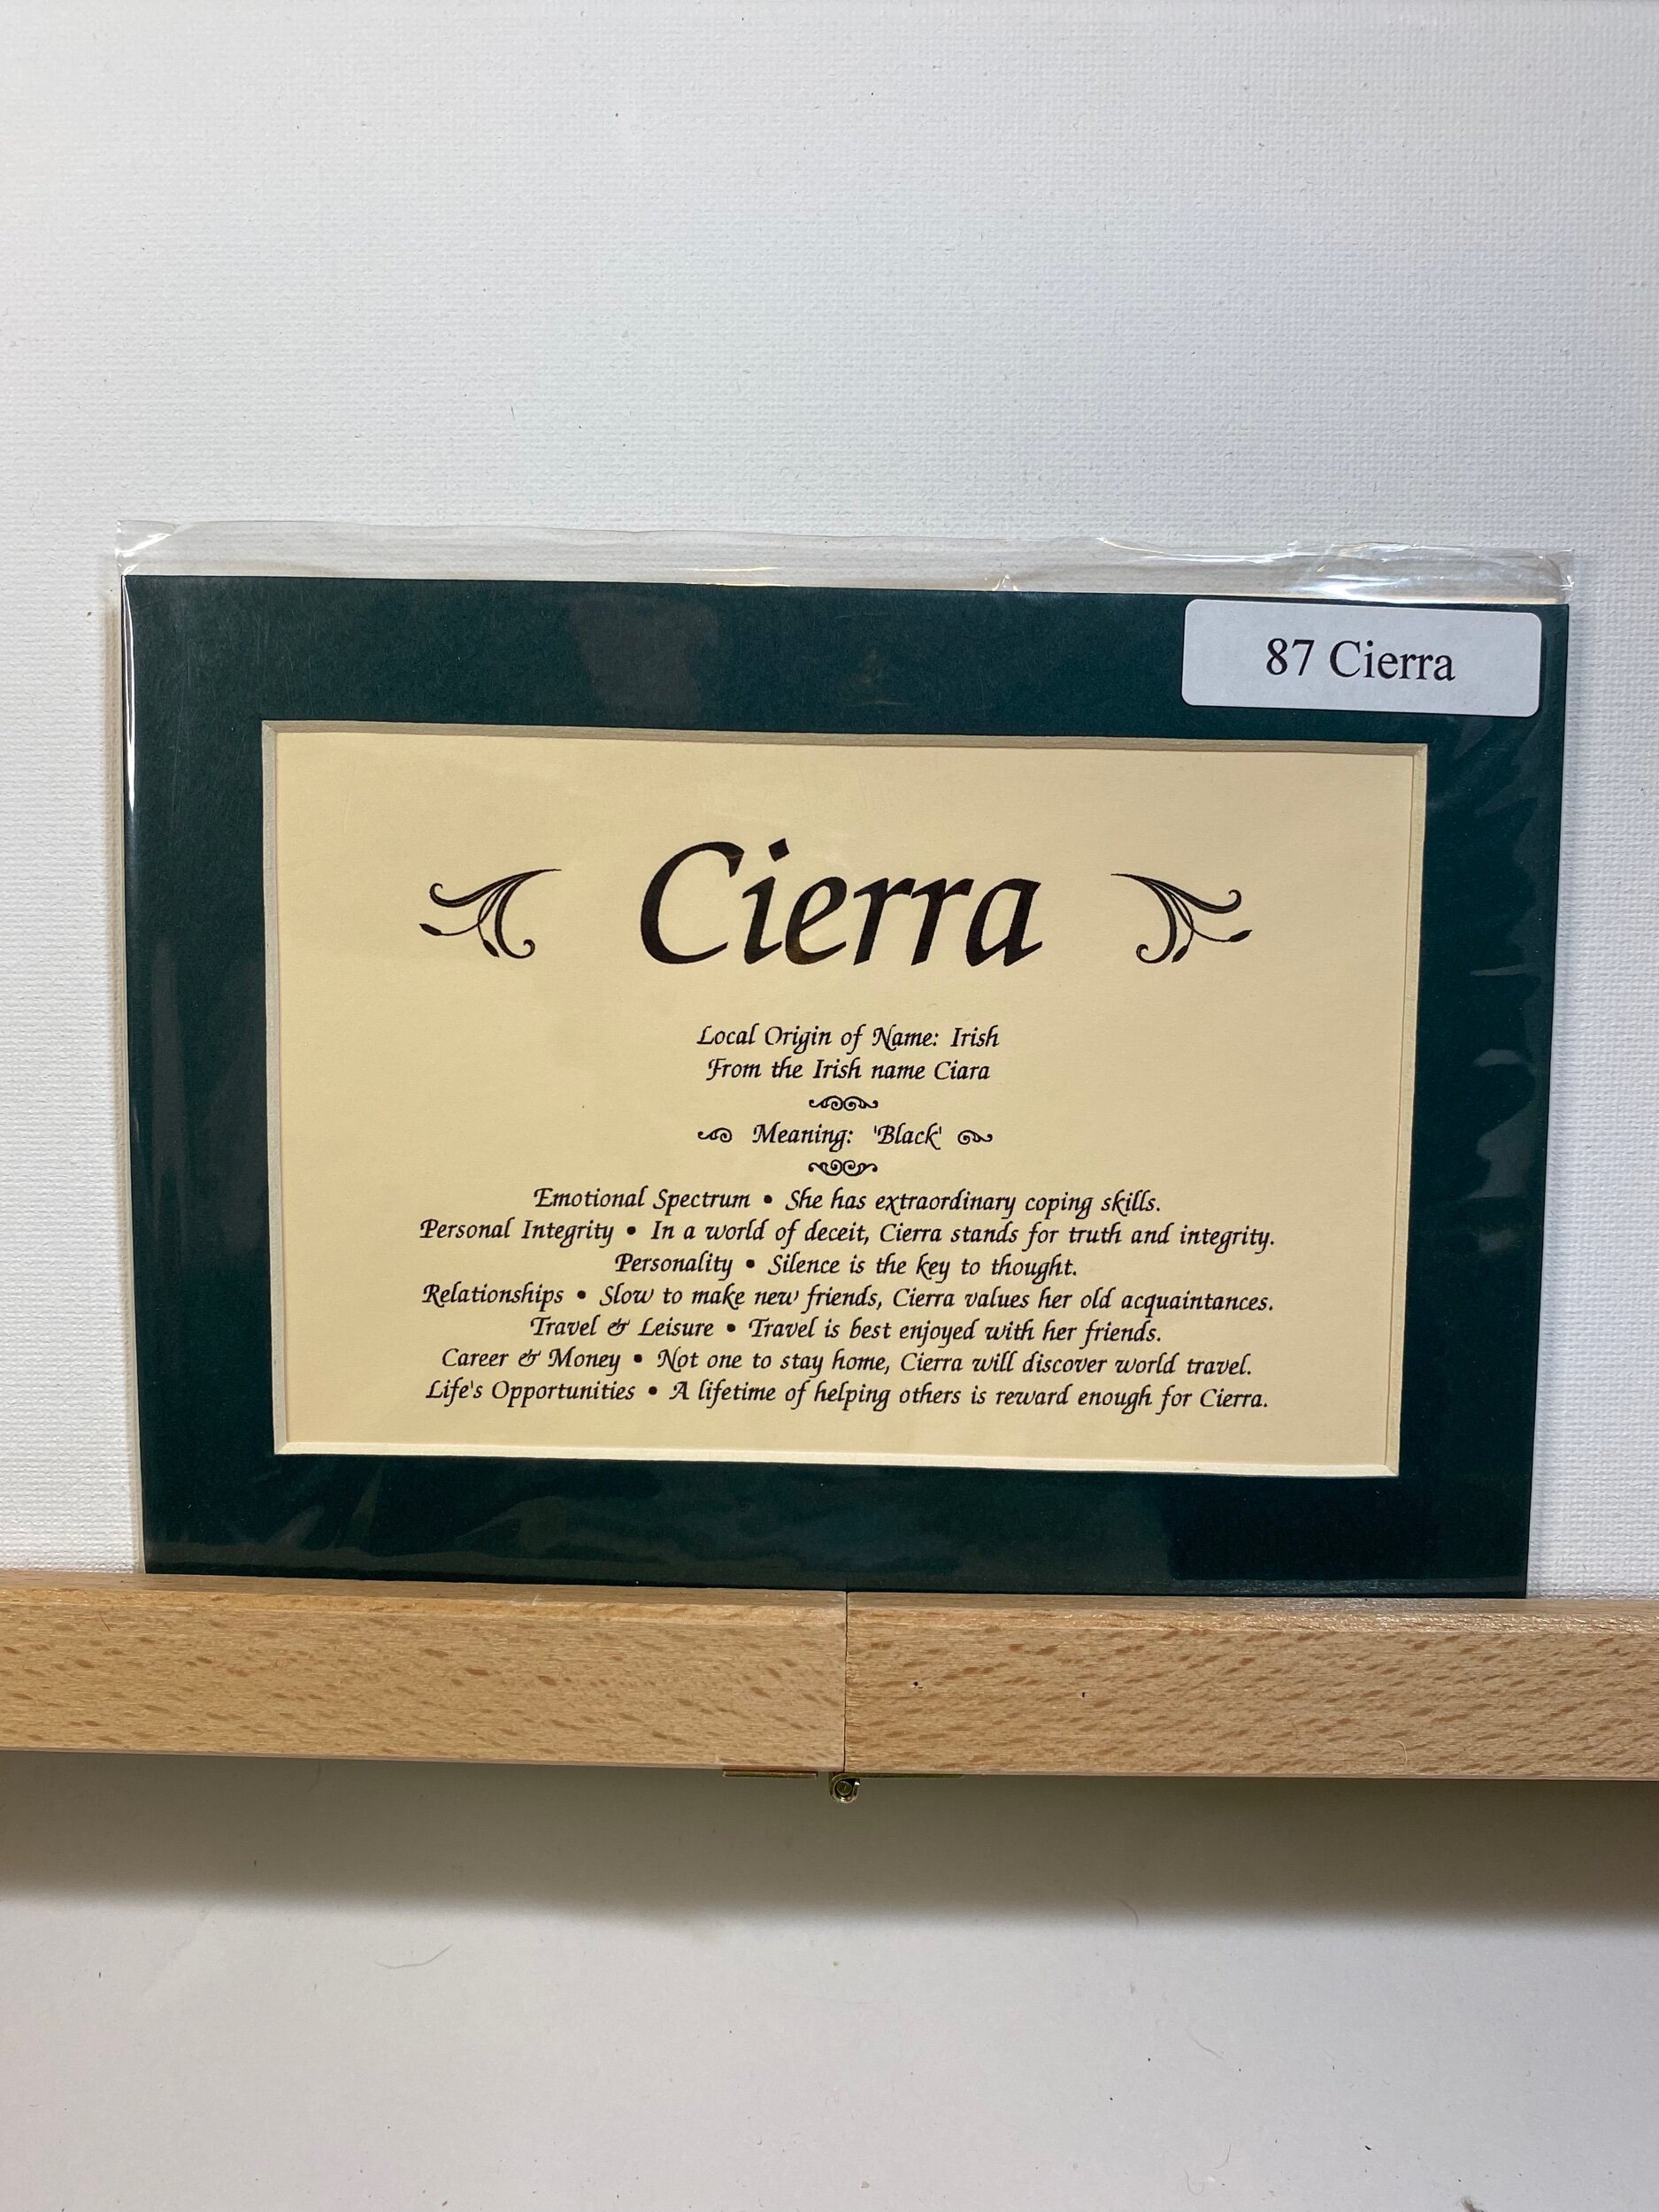 87 Cierra
Cierra
Local Origin of Name: Irish
From the Irish name Ciara
Meaning: 'Black'
Emotional Spectrum • She has extraordinary coping skills.
Personal Integrity • In a world of deceit, Cierra stands for truth and integrity.
Personality • Silence is the key to thought.
Relationships • Slow to make new friends, Cierra values her old acquaintances.
Travel & Leisure • Travel is best enjoyed with her friends.
Career & Money • Not one to stay home, Cierra will discover world travel.
Life's Opportunities • A lifetime of helping others is reward enough for Cierra.